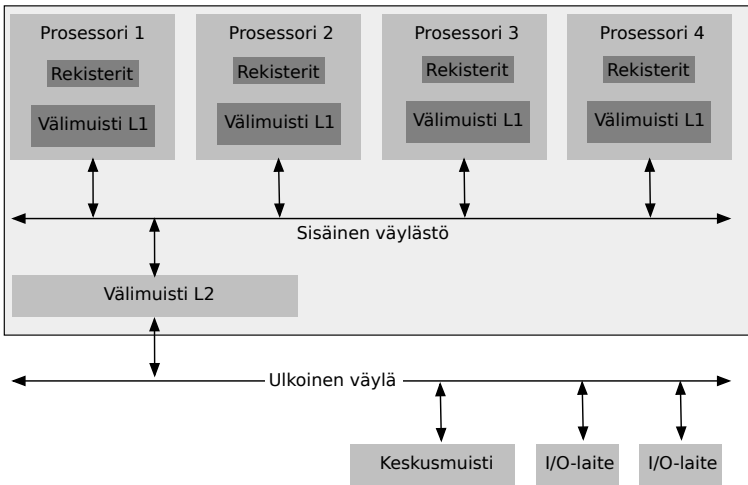 Prosessori 1
Rekisterit
Välimuisti L1
Prosessori 2
Rekisterit
Välimuisti L1
Prosessori 3
Rekisterit
Välimuisti L1
Prosessori 4
Rekisterit
Välimuisti L1
Sisäinen väylästö
Välimuisti L2
Ulkoinen väylä
Keskusmuisti
I/O-laite
I/O-laite